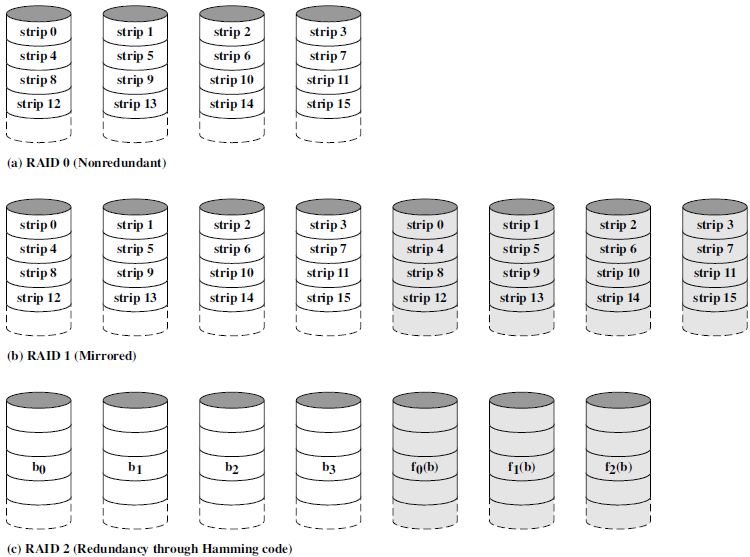 strip 0 strip 1 strip 2 strip 3
strip 4 strip 5 strip 6 strip 7
strip 8 strip 9 strip 10 strip 11
strip 12 strip 13 strip 14 strip 15
(a) RAID 0 (Nonredundant)
strip 0 strip 1 strip 2 strip 3 strip 0 strip 1 strip 2 strip 3
strip 4 strip 5 strip 6 strip 7 strip 4 strip 5 strip 6 strip 7
strip 8 strip 9 strip 10 strip 11 strip 8 strip 9 strip 10 strip 11
strip 12 strip 13 strip 14 strip 15 strip 12 strip 13 strip 14 strip 15
(b) RAID 1 (Mirrored)
b0 b1 b2 b3 f0(b) f1(b) f2(b)
(c) RAID 2 (Redundancy through Hamming code)